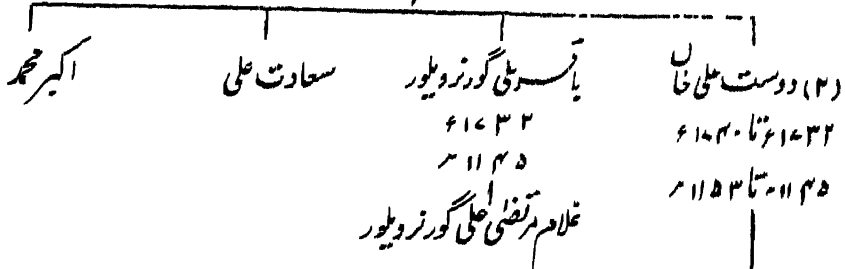 (۲) دوست علی خاں
۱۷۳۲ء تا ۱۷۴۰ء
۱۱۴۵ھ تا ۱۱۵۳ھ
باقر علی گورنر ویلور
۱۷۳۲ء
۱۱۴۵ھ
غلام مرتضیٰ علی گورنر ویلور
سعادت علی
اکبر محمد